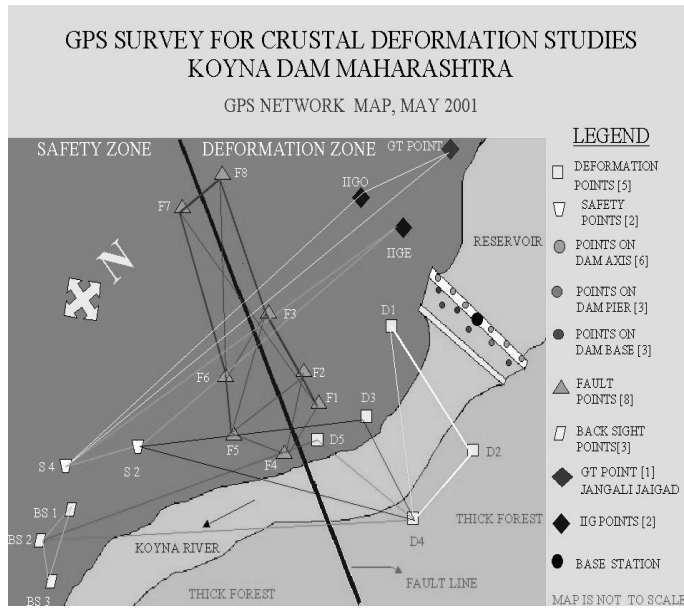 GPS SURVEY FOR CRUSTAL DEFORMATION STUDIES
KOYNA DAM MAHARASHTRA
GPS NETWORK MAP, MAY 2001
SAFETY ZONE
DEFORMATION ZONE
GT POINT
F8
IIGO
F7
IIGE
RESERVOIR
N
F3
D1
F6
F2
F1
D3
F5
D5
F4
S 4
S 2
D2
BS 1
BS 2
D4
BS 3
KOYNA RIVER
THICK FOREST
FAULT LINE
THICK FOREST
LEGEND
DEFORMATION
POINTS [5]
SAFETY
POINTS [2]
POINTS ON
DAM AXIS [6]
POINTS ON
DAM PIER [3]
POINTS ON
DAM BASE [3]
FAULT
POINTS [8]
BACK SIGHT
POINTS[3]
GT POINT [1]
JANGALI JAIGAD
IIG POINTS [2]
BASE STATION
MAP IS NOT TO SCALE